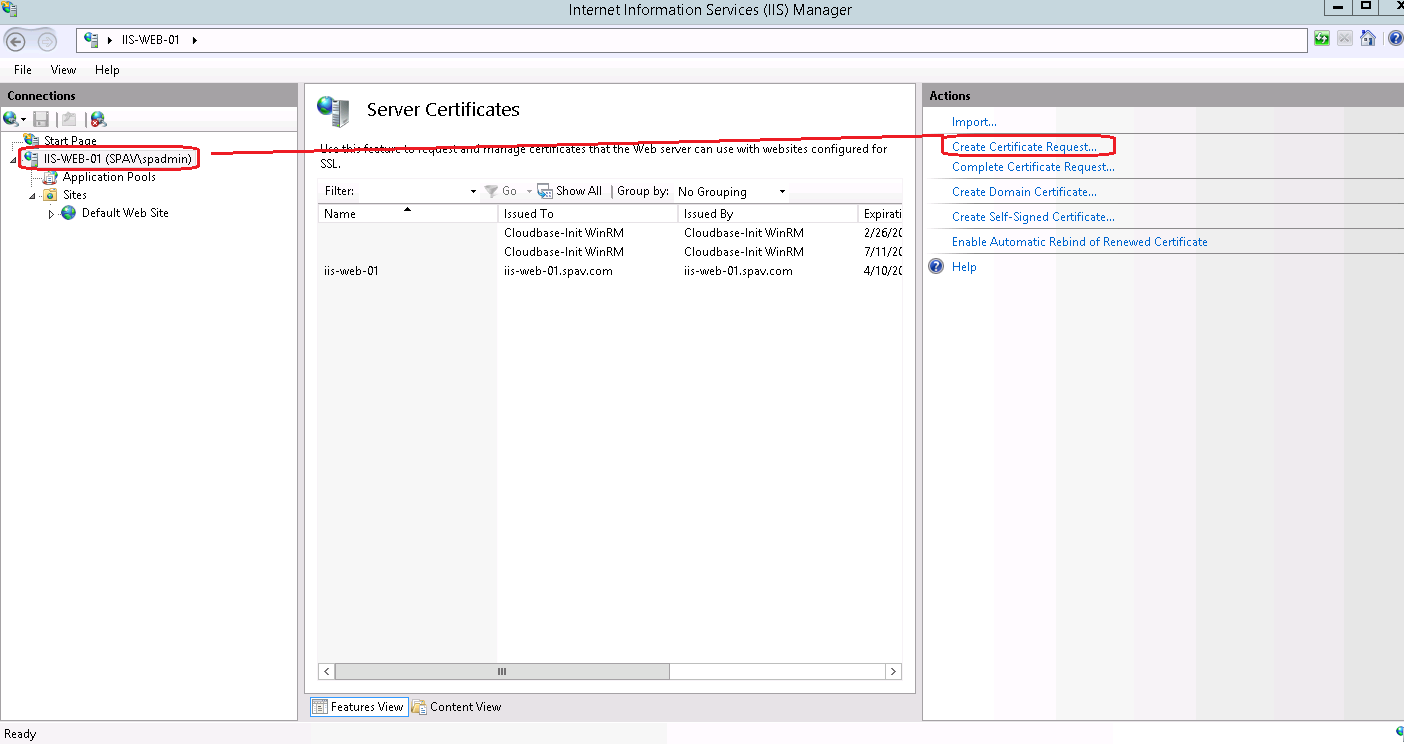 Internet Information Services (IIS) Manager
IIS-WEB-01
File View Help
Connections
Start Page
IIS-WEB-01 (SPAV\spadmin)
Application Pools
Sites
Default Web Site
Server Certificates
Use this feature to request and manage certificates that the Web server can use with websites configured for
SSL.
Filter: Go Show All Group by: No Grouping
Name Issued To Issued By Expirati
Cloudbase-Init WinRM Cloudbase-Init WinRM 2/26/20
Cloudbase-Init WinRM Cloudbase-Init WinRM 7/11/20
iis-web-01 iis-web-01.spav.com iis-web-01.spav.com 4/10/20
Features View Content View
Actions
Import...
Create Certificate Request...
Complete Certificate Request...
Create Domain Certificate...
Create Self-Signed Certificate...
Enable Automatic Rebind of Renewed Certificate
Help
Ready